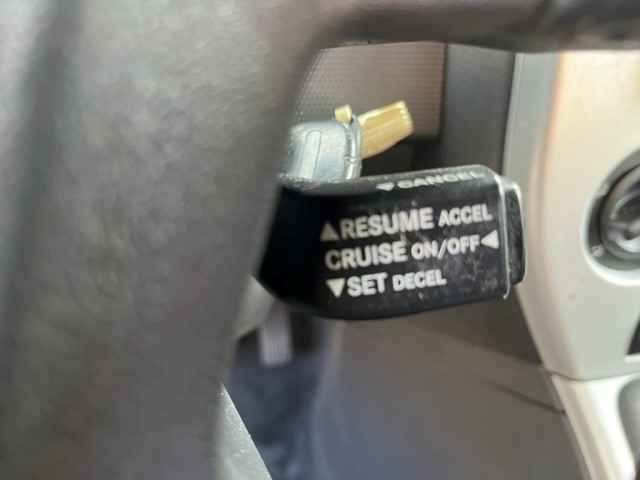 ▼CANCEL
▲RESUME ACCEL
CRUISE ON/OFF◀
▼SET DECEL